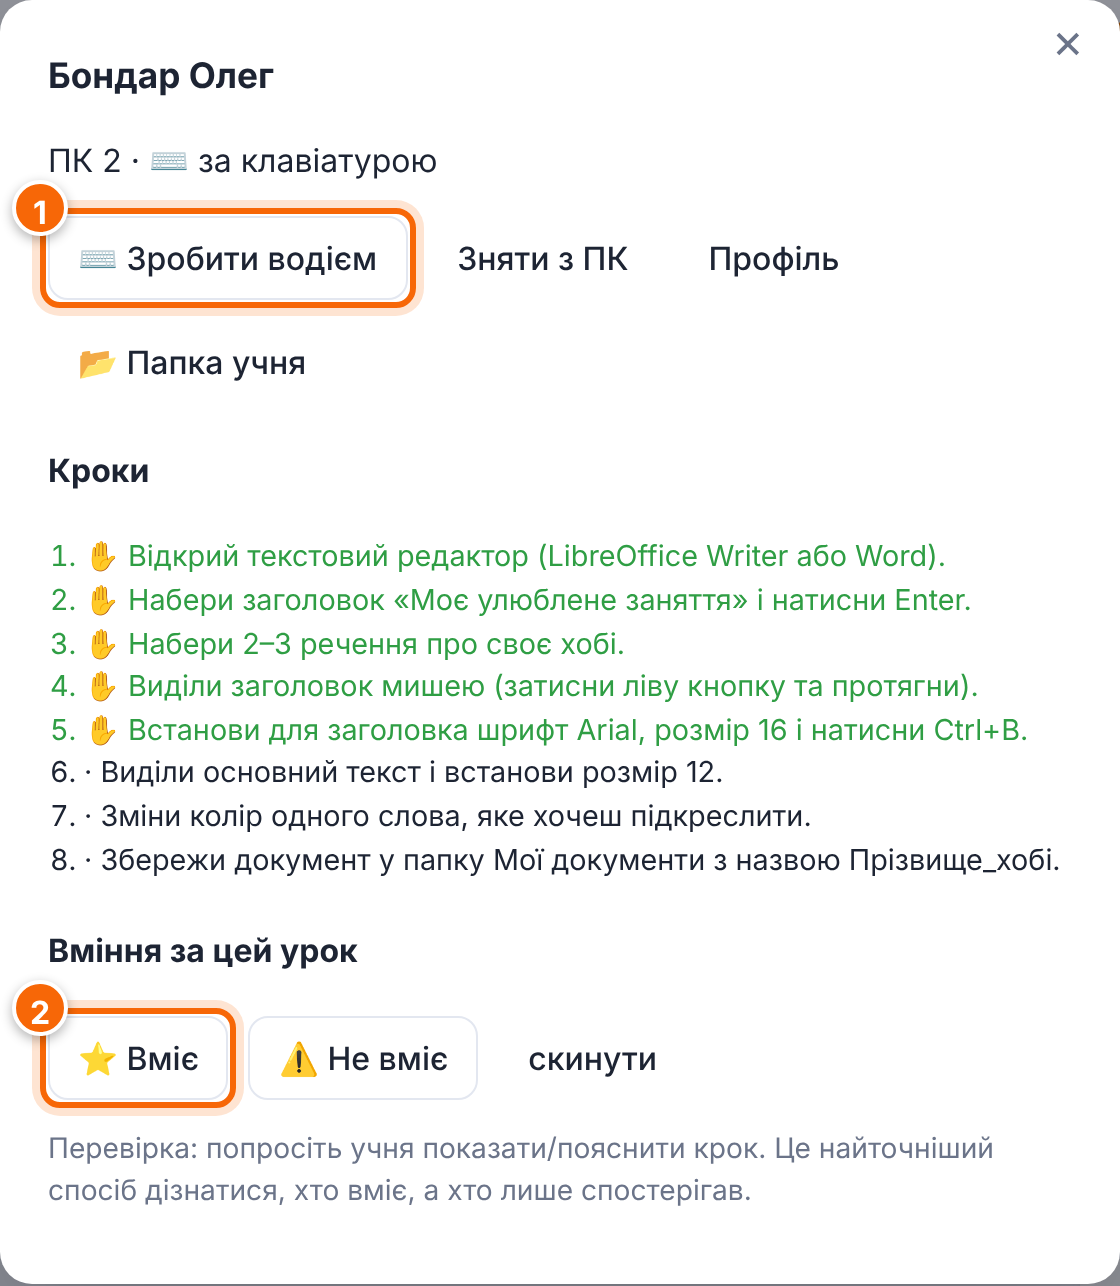 Бондар Олег
ПК 2 · ⌨️ за клавіатурою
1
⌨️ Зробити водієм Зняти з ПК Профіль
📂 Папка учня
Кроки
1. ✋ Відкрий текстовий редактор (LibreOffice Writer або Word).
2. ✋ Набери заголовок «Моє улюблене заняття» і натисни Enter.
3. ✋ Набери 2–3 речення про своє хобі.
4. ✋ Виділи заголовок мишею (затисни ліву кнопку та протягни).
5. ✋ Встанови для заголовка шрифт Arial, розмір 16 і натисни Ctrl+B.
6. · Виділи основний текст і встанови розмір 12.
7. · Зміни колір одного слова, яке хочеш підкреслити.
8. · Збережи документ у папку Мої документи з назвою Прізвище_хобі.
Вміння за цей урок
2
⭐ Вміє ⚠️ Не вміє скинути
Перевірка: попросіть учня показати/пояснити крок. Це найточніший
спосіб дізнатися, хто вміє, а хто лише спостерігав.